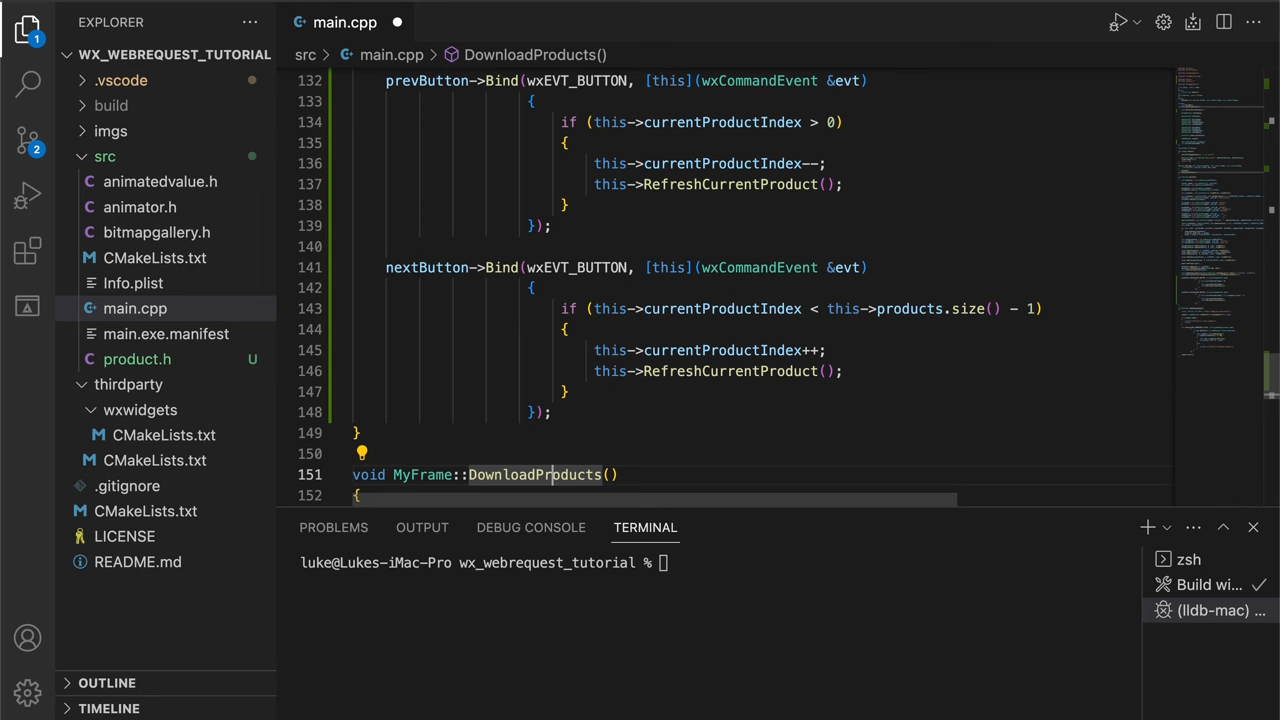 EXPLORER
main.cpp
WX_WEBREQUEST_TUTORIAL
src
main.cpp
DownloadProducts()
.vscode
build
imgs
src
animatedvalue.h
animator.h
bitmapgallery.h
CMakeLists.txt
Info.plist
main.cpp
main.exe.manifest
product.h U
thirdparty
wxwidgets
CMakeLists.txt
CMakeLists.txt
.gitignore
CMakeLists.txt
LICENSE
README.md
OUTLINE
TIMELINE
1
2
132 prevButton->Bind(wxEVT_BUTTON, [this](wxCommandEvent &evt)
133 {
134 if (this->currentProductIndex > 0)
135 {
136 this->currentProductIndex--;
137 this->RefreshCurrentProduct();
138 }
139 });
140
141 nextButton->Bind(wxEVT_BUTTON, [this](wxCommandEvent &evt)
142 {
143 if (this->currentProductIndex < this->products.size() - 1)
144 {
145 this->currentProductIndex++;
146 this->RefreshCurrentProduct();
147 }
148 });
149 }
150
151 void MyFrame::DownloadProducts()
152 {
PROBLEMS OUTPUT DEBUG CONSOLE TERMINAL
luke@Lukes-iMac-Pro wx_webrequest_tutorial %
zsh
Build wi...
(lldb-mac) ...